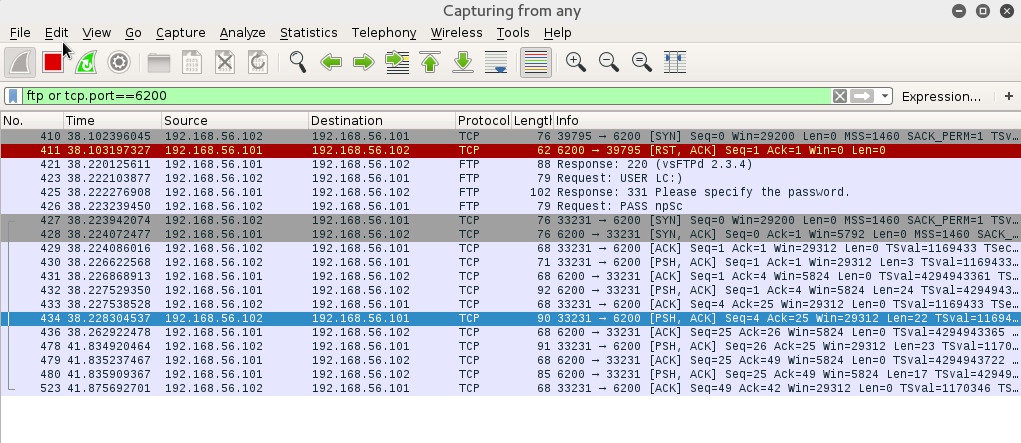 Capturing from any
File Edit View Go Capture Analyze Statistics Telephony Wireless Tools Help
ftp or tcp.port==6200 Expression... +
No. Time Source Destination Protocol Length Info
410 38.102396045 192.168.56.102 192.168.56.101 TCP 76 39795 → 6200 [SYN] Seq=0 Win=29200 Len=0 MSS=1460 SACK_PERM=1 TSv…
411 38.103197327 192.168.56.101 192.168.56.102 TCP 62 6200 → 39795 [RST, ACK] Seq=1 Ack=1 Win=0 Len=0
421 38.220125611 192.168.56.101 192.168.56.102 FTP 88 Response: 220 (vsFTPd 2.3.4)
423 38.222103877 192.168.56.102 192.168.56.101 FTP 79 Request: USER LC:)
425 38.222276908 192.168.56.101 192.168.56.102 FTP 102 Response: 331 Please specify the password.
426 38.223239450 192.168.56.102 192.168.56.101 FTP 79 Request: PASS npSc
427 38.223942074 192.168.56.102 192.168.56.101 TCP 76 33231 → 6200 [SYN] Seq=0 Win=29200 Len=0 MSS=1460 SACK_PERM=1 TSv…
428 38.224072477 192.168.56.101 192.168.56.102 TCP 76 6200 → 33231 [SYN, ACK] Seq=0 Ack=1 Win=5792 Len=0 MSS=1460 SACK_…
429 38.224086016 192.168.56.102 192.168.56.101 TCP 68 33231 → 6200 [ACK] Seq=1 Ack=1 Win=29312 Len=0 TSval=1169433 TSec…
430 38.226622568 192.168.56.102 192.168.56.101 TCP 71 33231 → 6200 [PSH, ACK] Seq=1 Ack=1 Win=29312 Len=3 TSval=1169433…
431 38.226868913 192.168.56.101 192.168.56.102 TCP 68 6200 → 33231 [ACK] Seq=1 Ack=4 Win=5824 Len=0 TSval=4294943361 TS…
432 38.227529350 192.168.56.101 192.168.56.102 TCP 92 6200 → 33231 [PSH, ACK] Seq=1 Ack=4 Win=5824 Len=24 TSval=429494…
433 38.227538528 192.168.56.102 192.168.56.101 TCP 68 33231 → 6200 [ACK] Seq=4 Ack=25 Win=29312 Len=0 TSval=1169433 TSe…
434 38.228304537 192.168.56.102 192.168.56.101 TCP 90 33231 → 6200 [PSH, ACK] Seq=4 Ack=25 Win=29312 Len=22 TSval=11694…
436 38.262922478 192.168.56.101 192.168.56.102 TCP 68 6200 → 33231 [ACK] Seq=25 Ack=26 Win=5824 Len=0 TSval=4294943365 …
478 41.834920464 192.168.56.102 192.168.56.101 TCP 91 33231 → 6200 [PSH, ACK] Seq=26 Ack=25 Win=29312 Len=23 TSval=1170…
479 41.835237467 192.168.56.101 192.168.56.102 TCP 68 6200 → 33231 [ACK] Seq=25 Ack=49 Win=5824 Len=0 TSval=4294943722 …
480 41.835909367 192.168.56.101 192.168.56.102 TCP 85 6200 → 33231 [PSH, ACK] Seq=25 Ack=49 Win=5824 Len=17 TSval=42949…
523 41.875692701 192.168.56.102 192.168.56.101 TCP 68 33231 → 6200 [ACK] Seq=49 Ack=42 Win=29312 Len=0 TSval=1170346 TS…